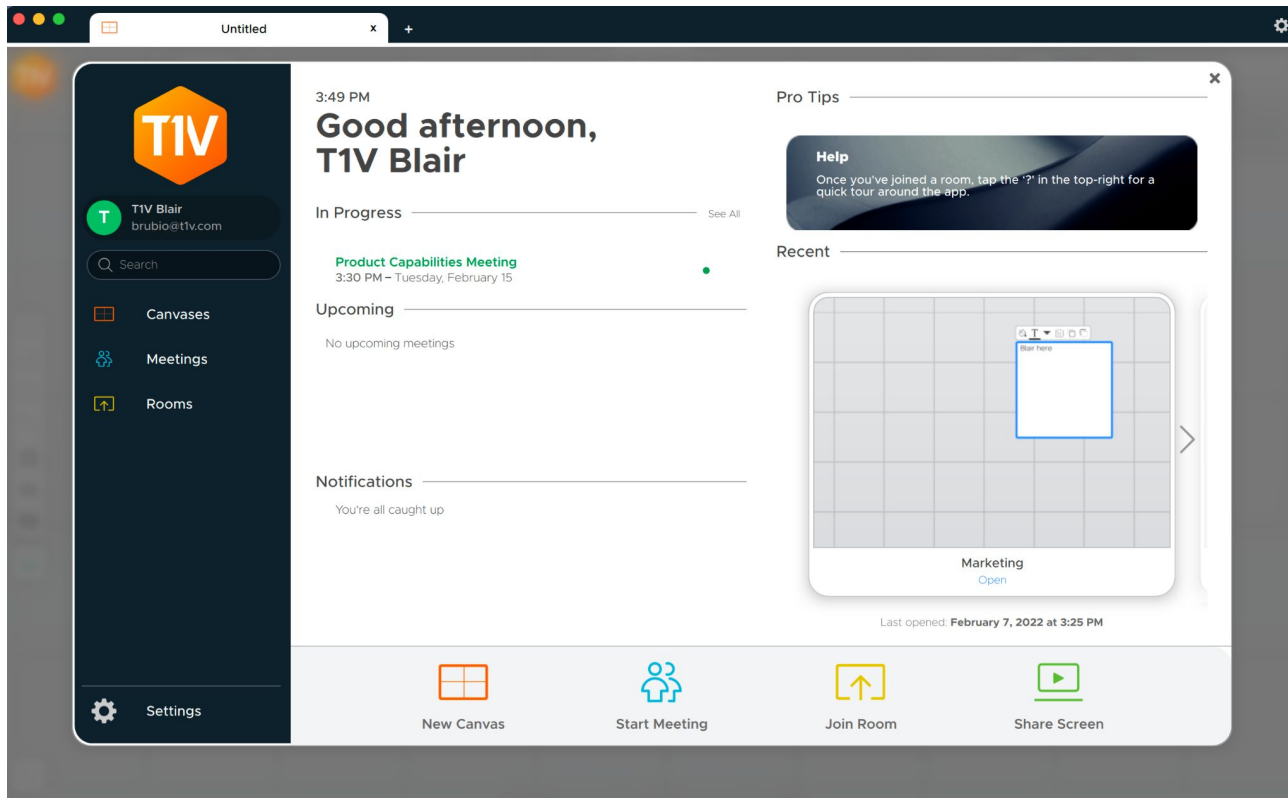 Untitled x +
T1V
T1V Blair
brubio@t1v.com
Search
Canvases
Meetings
Rooms
Settings
3:49 PM
Good afternoon,
T1V Blair
In Progress See All
Product Capabilities Meeting
3:30 PM – Tuesday, February 15
Upcoming
No upcoming meetings
Notifications
You're all caught up
Pro Tips
Help
Once you've joined a room, tap the '?' in the top-right for a
quick tour around the app.
Recent
T
Blair here
Marketing
Open
Last opened: February 7, 2022 at 3:25 PM
New Canvas Start Meeting Join Room Share Screen